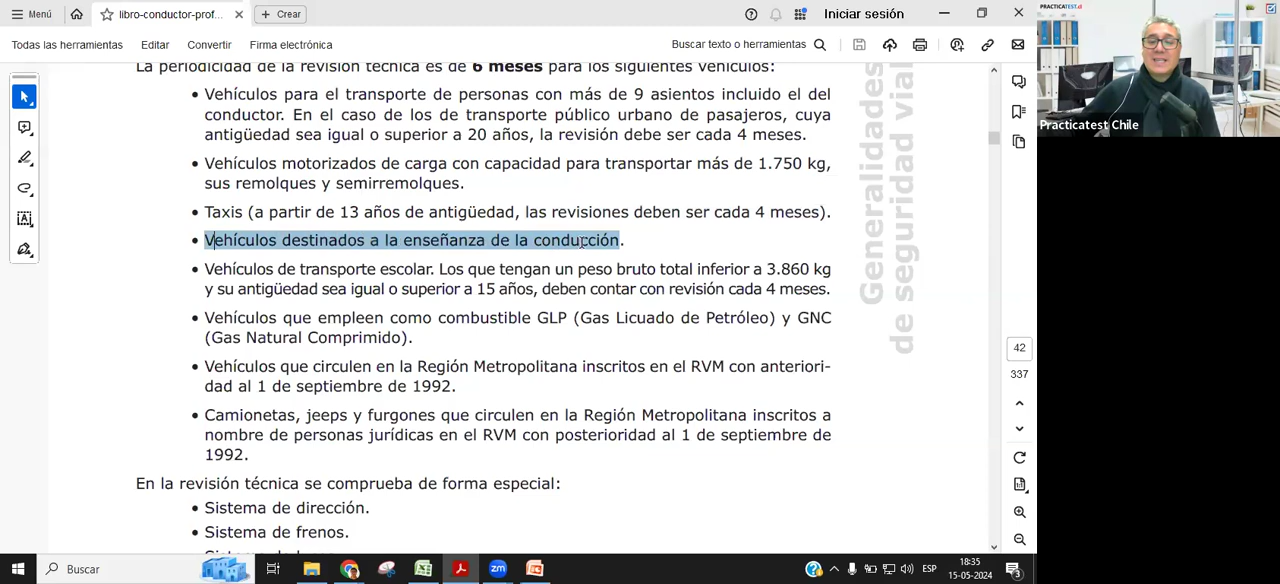 Menú
libro-conductor-prof...
Crear
Iniciar sesión
PRACTICATEST.cl
Todas las herramientas
Editar
Convertir
Firma electrónica
Buscar texto o herramientas
La periodicidad de la revisión técnica es de 6 meses para los siguientes vehículos:
• Vehículos para el transporte de personas con más de 9 asientos incluido el del
conductor. En el caso de los de transporte público urbano de pasajeros, cuya
antigüedad sea igual o superior a 20 años, la revisión debe ser cada 4 meses.
• Vehículos motorizados de carga con capacidad para transportar más de 1.750 kg,
sus remolques y semirremolques.
• Taxis (a partir de 13 años de antigüedad, las revisiones deben ser cada 4 meses).
• Vehículos destinados a la enseñanza de la conducción.
• Vehículos de transporte escolar. Los que tengan un peso bruto total inferior a 3.860 kg
y su antigüedad sea igual o superior a 15 años, deben contar con revisión cada 4 meses.
• Vehículos que empleen como combustible GLP (Gas Licuado de Petróleo) y GNC
(Gas Natural Comprimido).
• Vehículos que circulen en la Región Metropolitana inscritos en el RVM con anteriori-
dad al 1 de septiembre de 1992.
• Camionetas, jeeps y furgones que circulen en la Región Metropolitana inscritos a
nombre de personas jurídicas en el RVM con posterioridad al 1 de septiembre de
1992.
En la revisión técnica se comprueba de forma especial:
• Sistema de dirección.
• Sistema de frenos.
Generalidades
de seguridad vial
42
337
Practicatest Chile
Buscar
ESP
18:35
15-05-2024
3